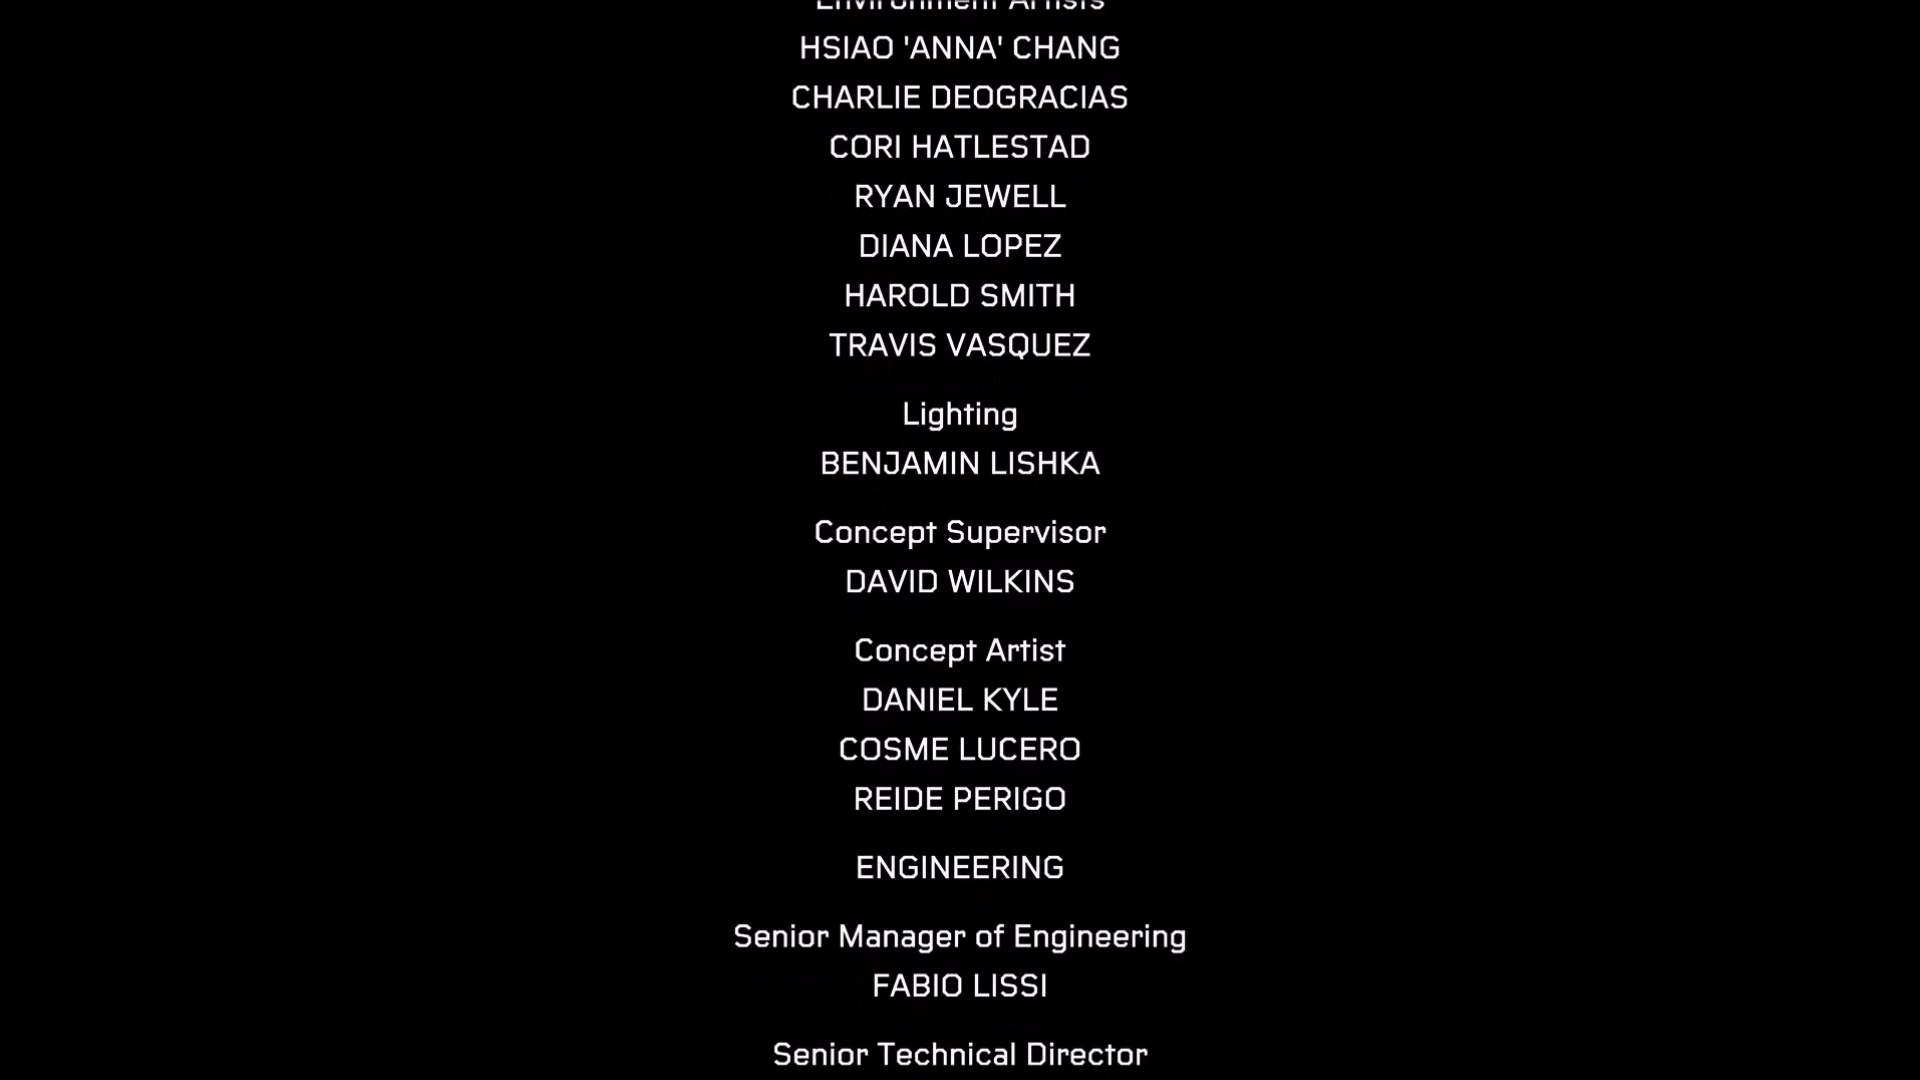 Environment Artists
HSIAO 'ANNA' CHANG
CHARLIE DEOGRACIAS
CORI HATLESTAD
RYAN JEWELL
DIANA LOPEZ
HAROLD SMITH
TRAVIS VASQUEZ
Lighting
BENJAMIN LISHKA
Concept Supervisor
DAVID WILKINS
Concept Artist
DANIEL KYLE
COSME LUCERO
REIDE PERIGO
ENGINEERING
Senior Manager of Engineering
FABIO LISSI
Senior Technical Director